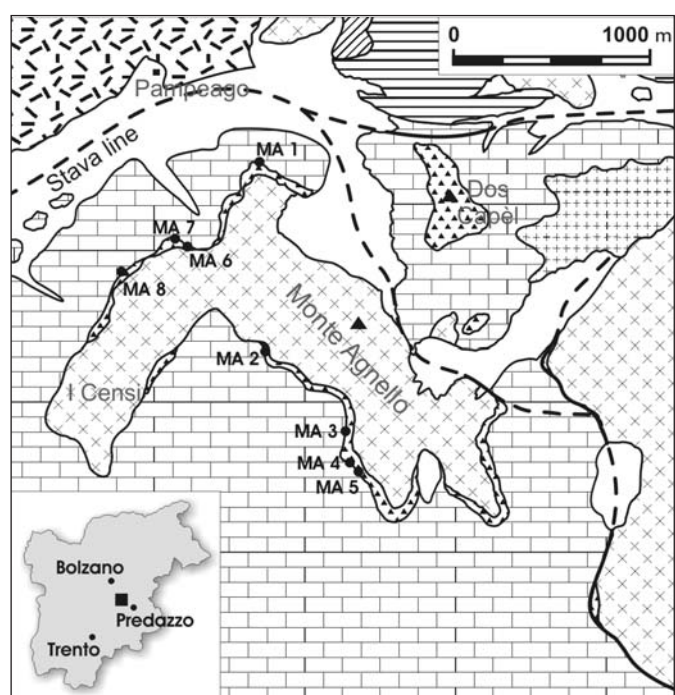 0 1000 m
Pampeago
Stava line
MA 1
Dos
Capèl
MA 7
MA 6
MA 8
Monte Agnello
MA 2
I Censi
MA 3
MA 4
MA 5
Bolzano
Predazzo
Trento